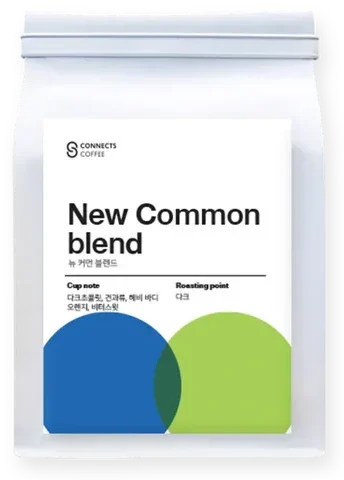 CONNECTS
COFFEE
New Common
blend
뉴 커먼 블렌드
Cup note
다크초콜릿, 견과류, 헤비 바디
오렌지, 비터스윗
Roasting point
다크